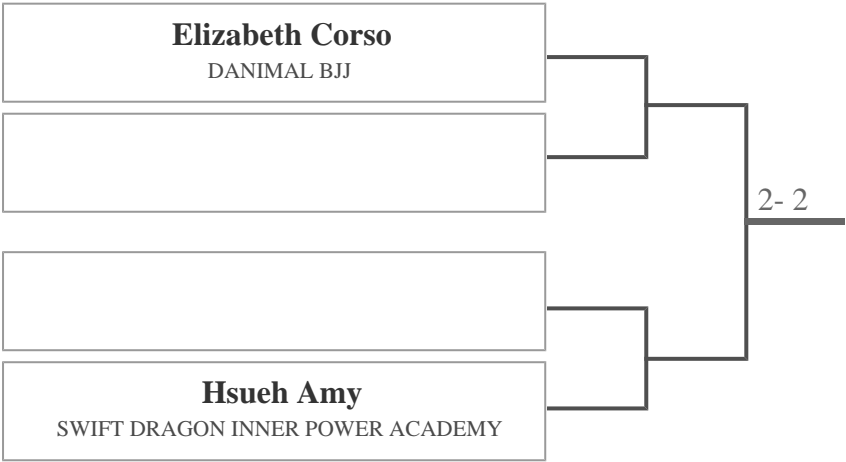 Elizabeth Corso
DANIMAL BJJ
2- 2
Hsueh Amy
SWIFT DRAGON INNER POWER ACADEMY